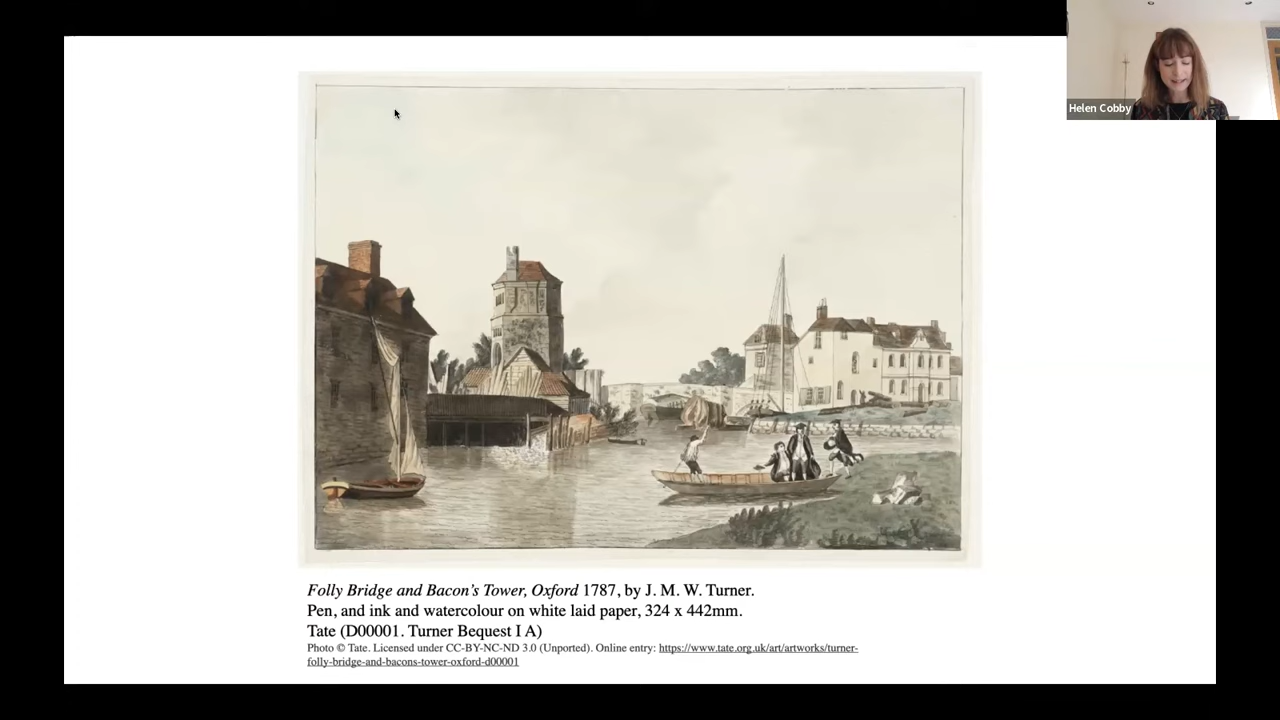 Helen Cobby
Folly Bridge and Bacon's Tower, Oxford 1787, by J. M. W. Turner.
Pen, and ink and watercolour on white laid paper, 324 x 442mm.
Tate (D00001. Turner Bequest I A)
Photo © Tate. Licensed under CC-BY-NC-ND 3.0 (Unported). Online entry: https://www.tate.org.uk/art/artworks/turner-
folly-bridge-and-bacons-tower-oxford-d00001